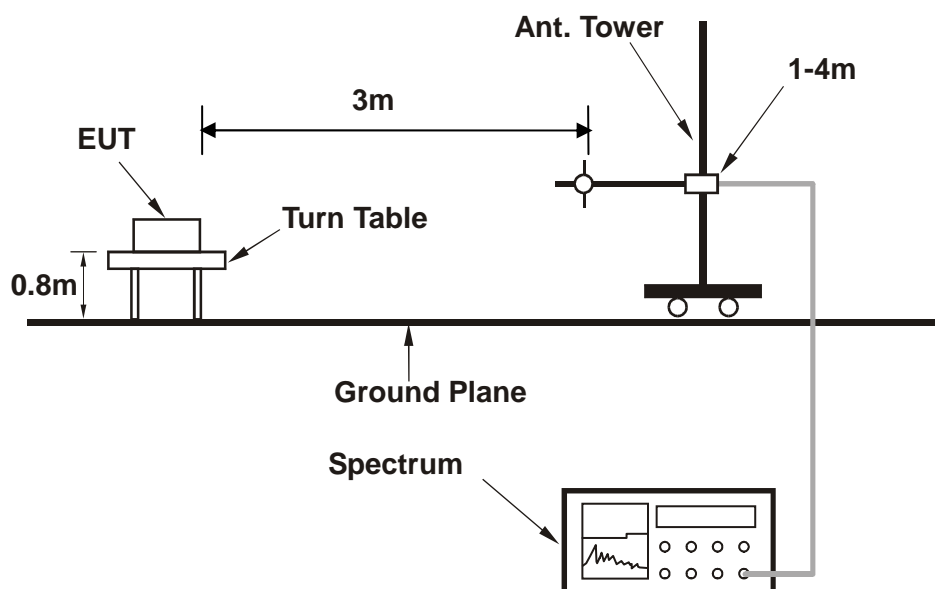 Ant. Tower
1-4m
3m
EUT
Turn Table
0.8m
Ground Plane
Spectrum